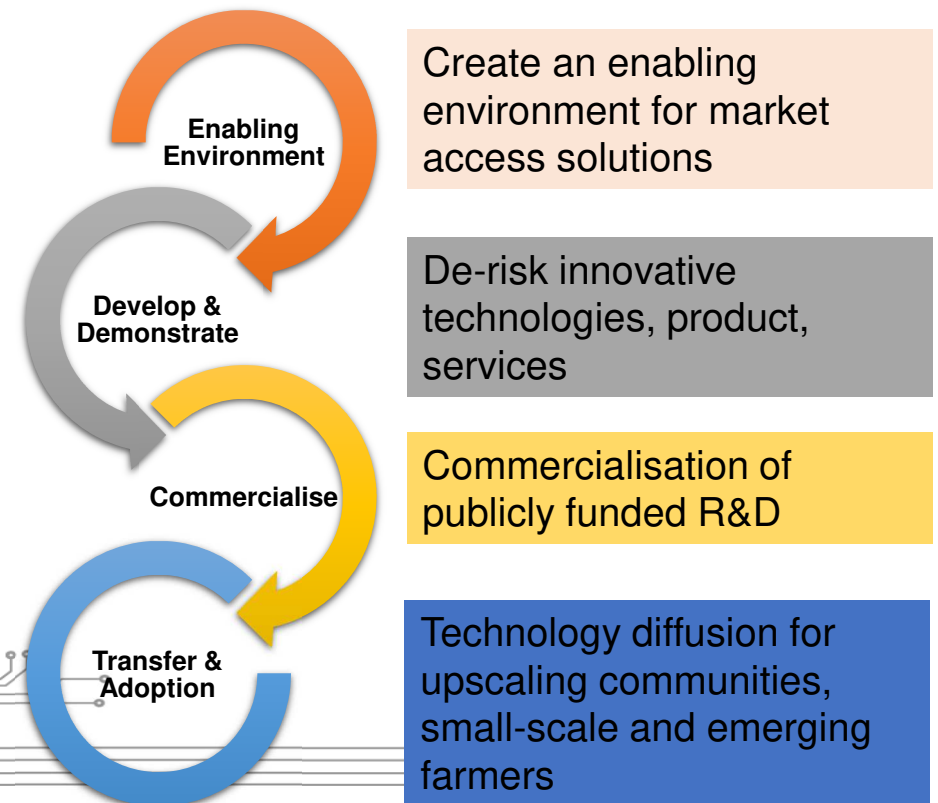 Enabling
Environment
Create an enabling
environment for market
access solutions
Develop &
Demonstrate
De-risk innovative
technologies, product,
services
Commercialise
Commercialisation of
publicly funded R&D
Transfer &
Adoption
Technology diffusion for
upscaling communities,
small-scale and emerging
farmers